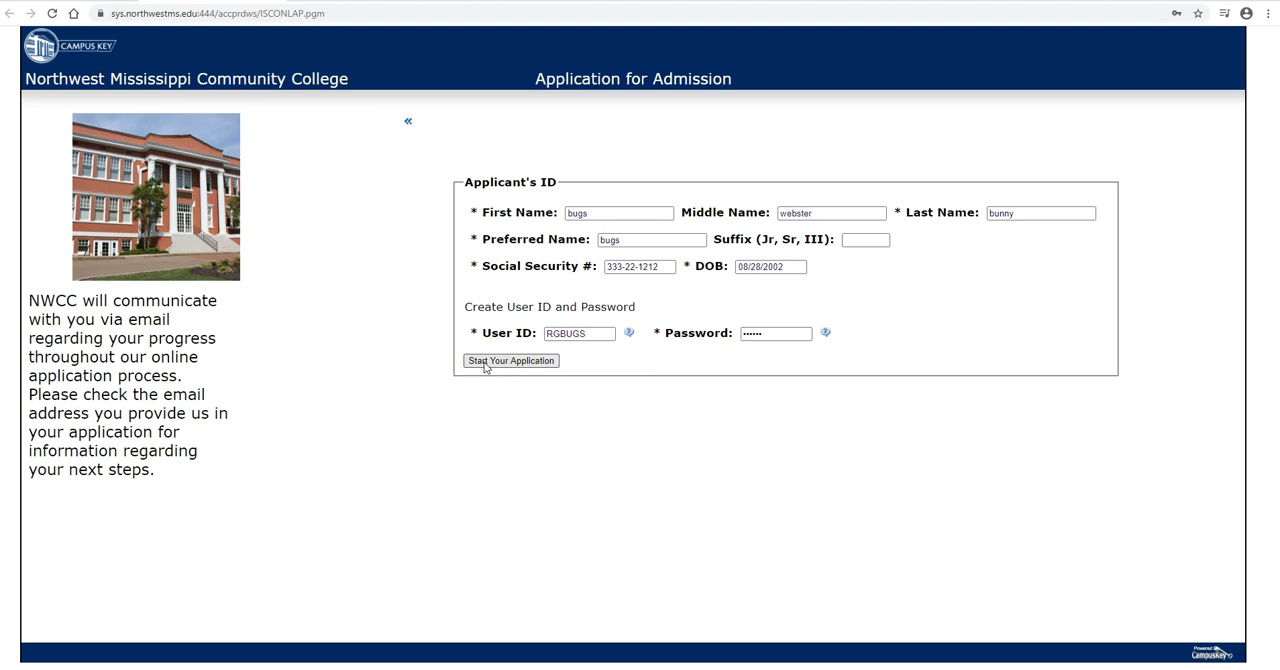 sys.northwestms.edu:444/accprdws/ISCONLAP.pgm
CAMPUS KEY
Northwest Mississippi Community College
Application for Admission
«
NWCC will communicate
with you via email
regarding your progress
throughout our online
application process.
Please check the email
address you provide us in
your application for
information regarding
your next steps.
Applicant's ID
* First Name: bugs Middle Name: webster * Last Name: bunny
* Preferred Name: bugs Suffix (Jr, Sr, III):
* Social Security #: 333-22-1212 * DOB: 08/28/2002
Create User ID and Password
* User ID: RGBUGS * Password: ••••••
Start Your Application
Powered By
CampusKey